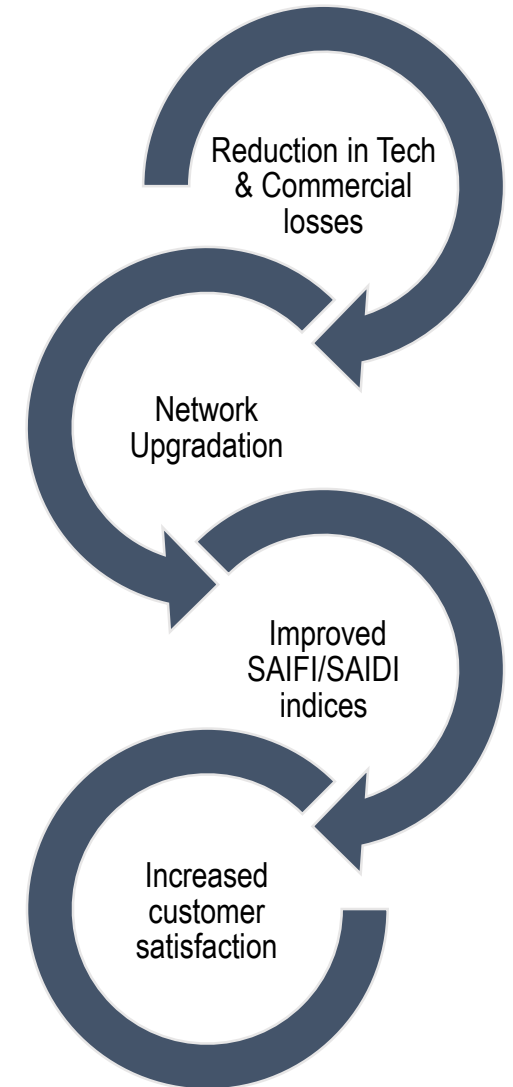 Reduction in Tech
& Commercial
losses
Network
Upgradation
Improved
SAIFI/SAIDI
indices
Increased
customer
satisfaction